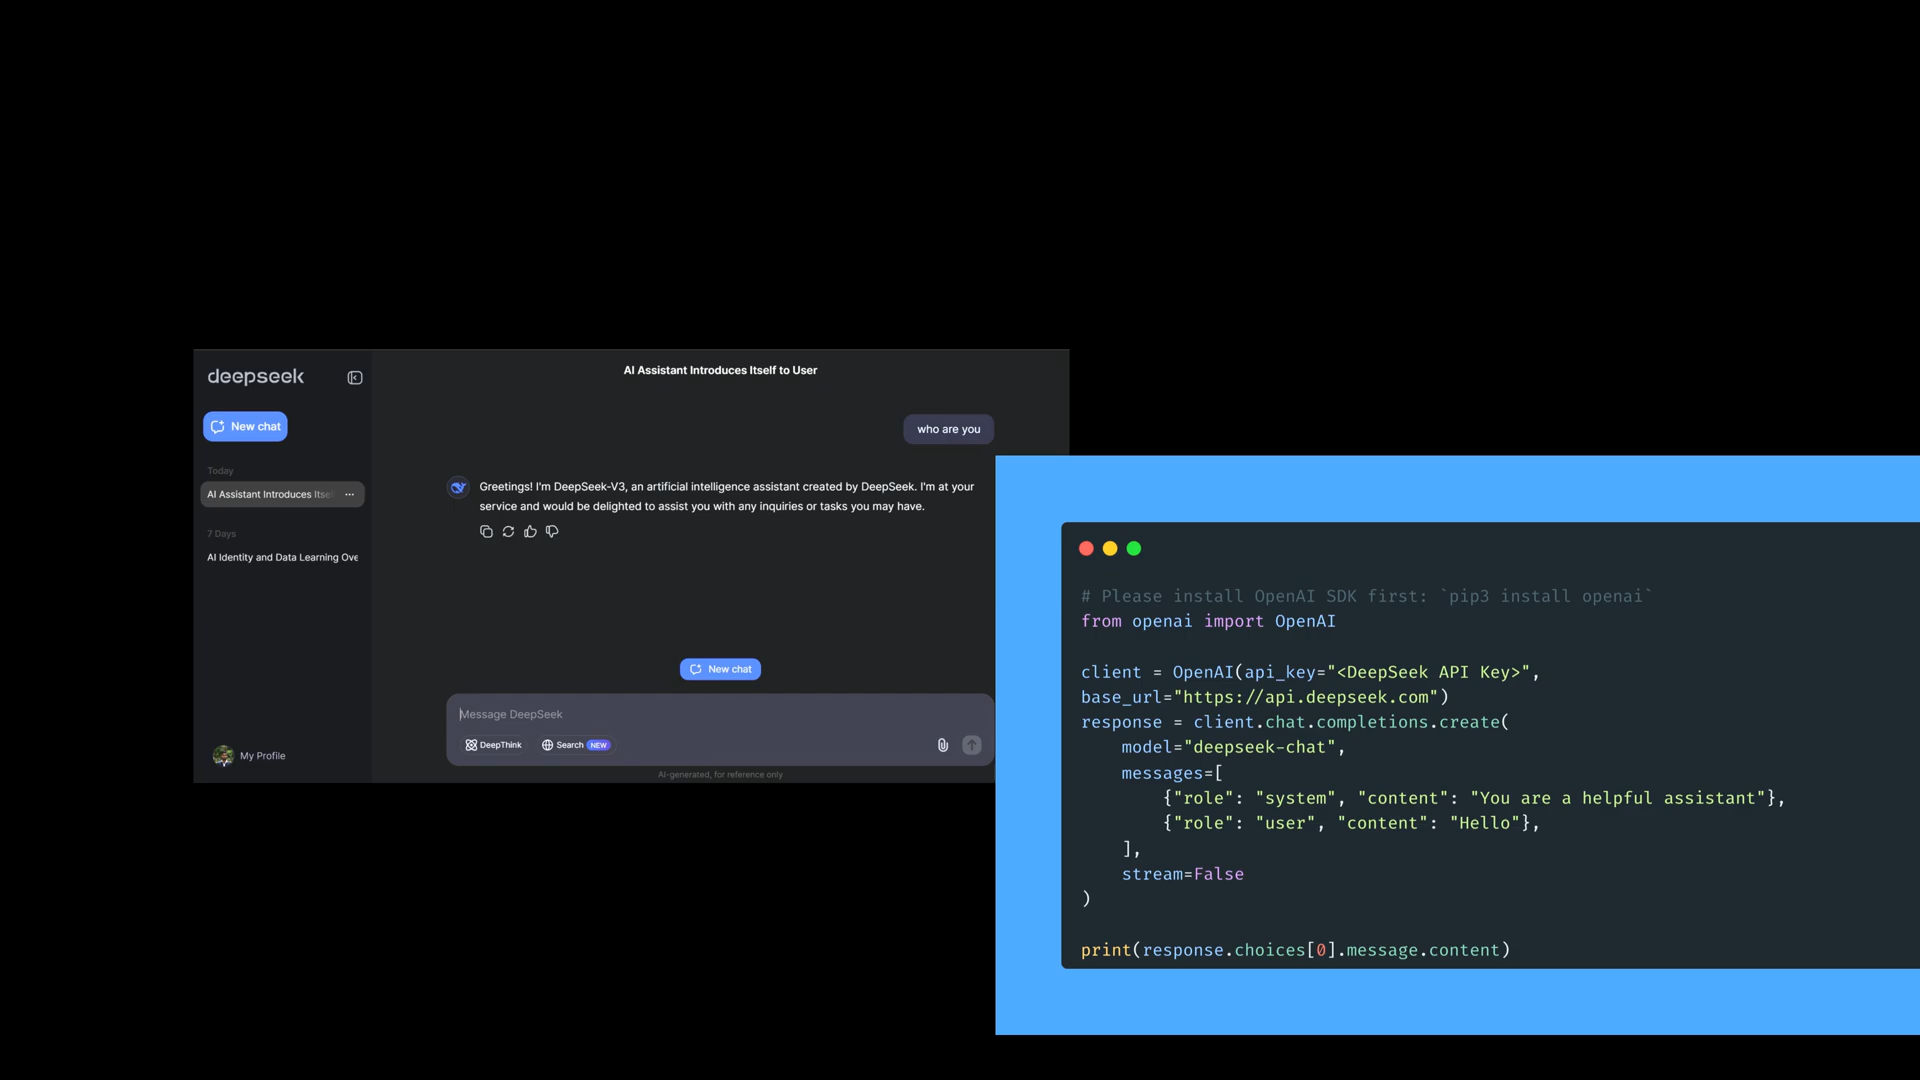 deepseek
New chat
Today
AI Assistant Introduces Itse
7 Days
AI Identity and Data Learning Ove
My Profile
AI Assistant Introduces Itself to User
who are you
Greetings! I'm DeepSeek-V3, an artificial intelligence assistant created by DeepSeek. I'm at your
service and would be delighted to assist you with any inquiries or tasks you may have.
New chat
Message DeepSeek
DeepThink Search NEW
AI-generated, for reference only
# Please install OpenAI SDK first: `pip3 install openai`
from openai import OpenAI
client = OpenAI(api_key="<DeepSeek API Key>",
base_url="https://api.deepseek.com")
response = client.chat.completions.create(
    model="deepseek-chat",
    messages=[
        {"role": "system", "content": "You are a helpful assistant"},
        {"role": "user", "content": "Hello"},
    ],
    stream=False
)
print(response.choices[0].message.content)